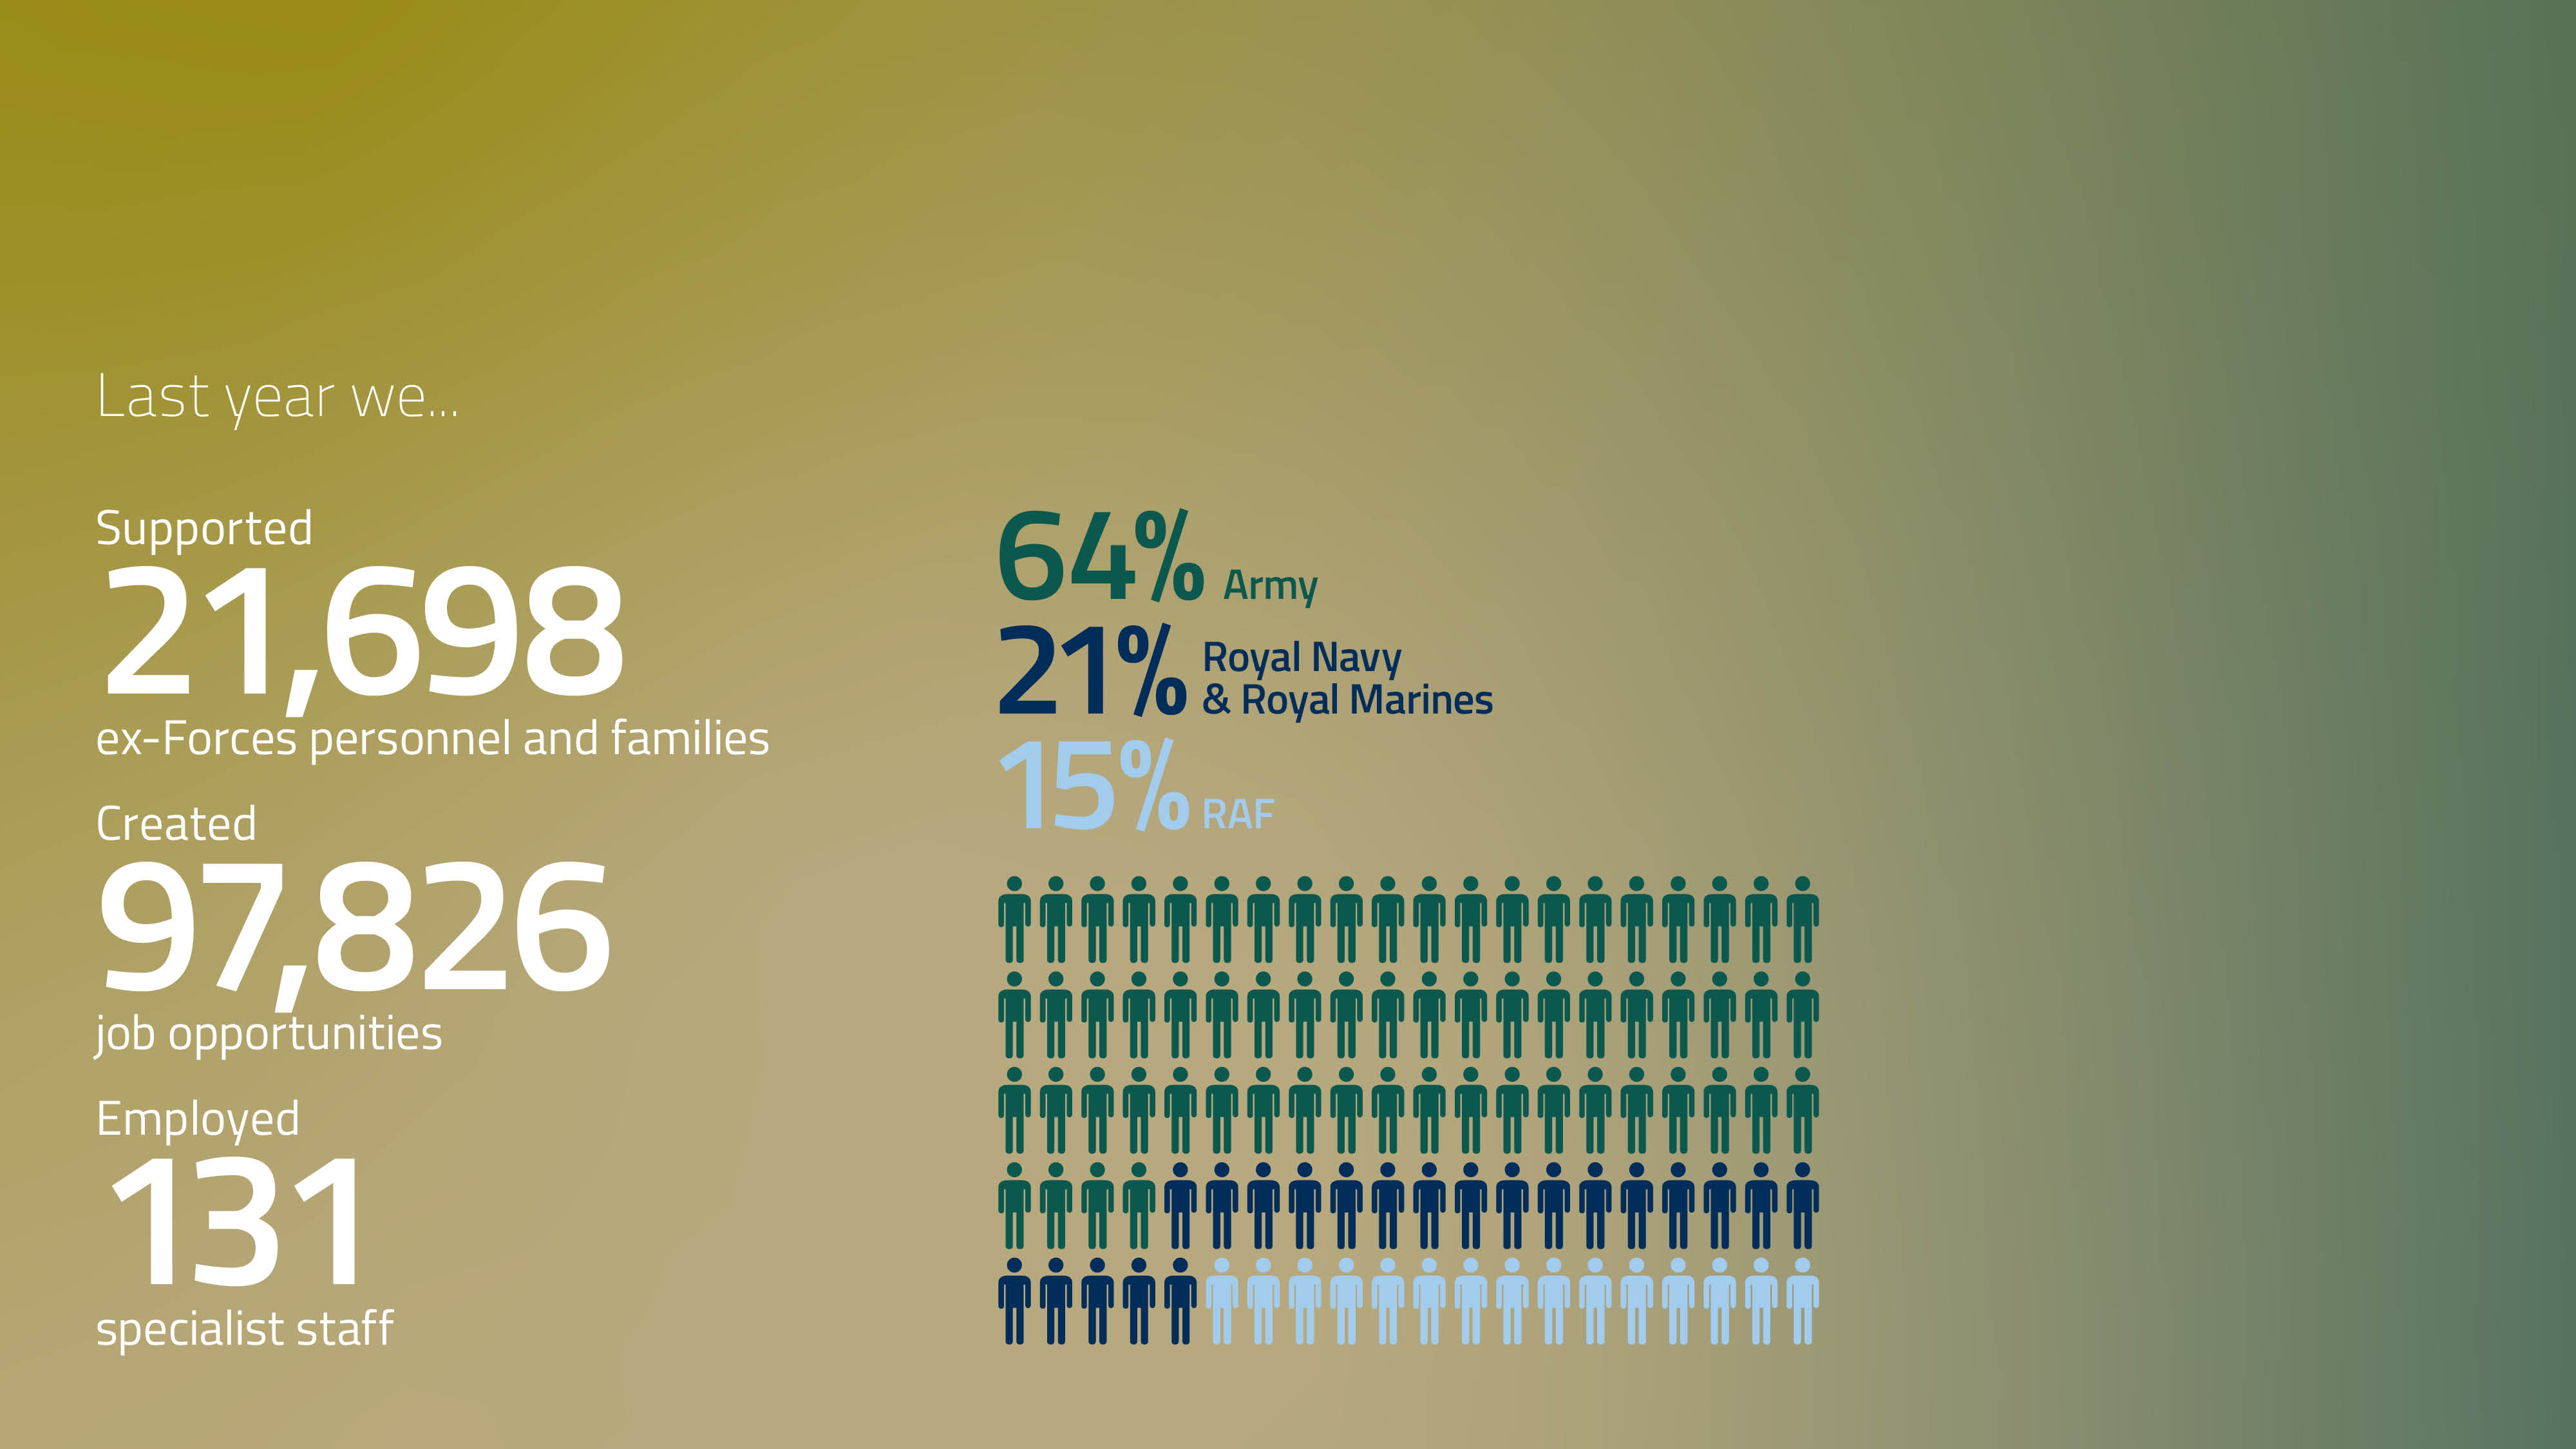 Last year we...
Supported
21,698
ex-Forces personnel and families
Created
97,826
job opportunities
Employed
131
specialist staff
64% Army
21% Royal Navy
& Royal Marines
15% RAF